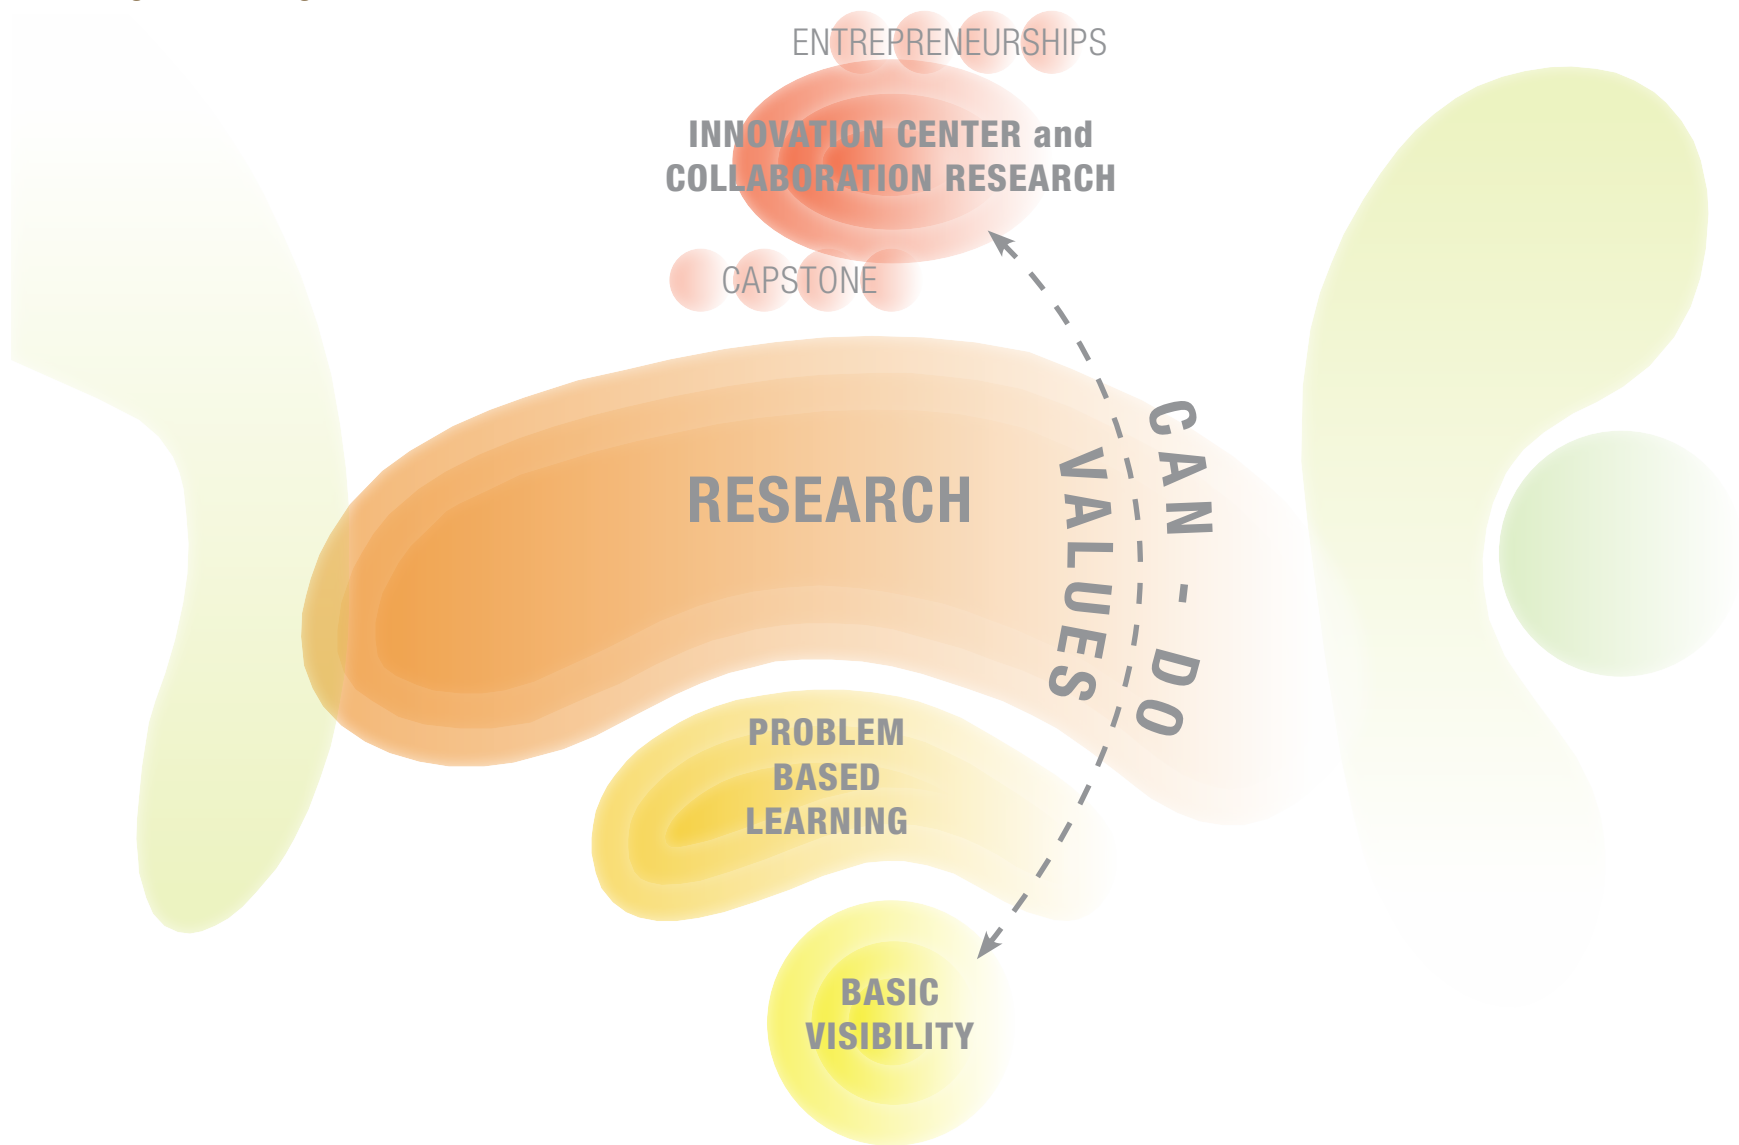 ENTREPRENEURSHIPS
INNOVATION CENTER and
COLLABORATION RESEARCH
CAPSTONE
RESEARCH
CAN - DO
VALUES
PROBLEM
BASED
LEARNING
BASIC
VISIBILITY